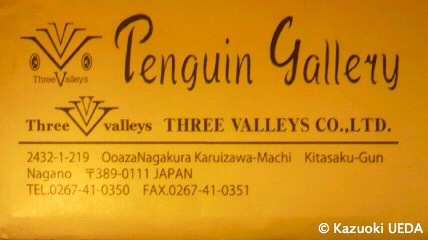 Three Valleys
Penguin Gallery
Three valleys THREE VALLEYS CO.,LTD.
2432-1-219 OoazaNagakura Karuizawa-Machi Kitasaku-Gun
Nagano 〒389-0111 JAPAN
TEL.0267-41-0350 FAX.0267-41-0351
© Kazuoki UEDA